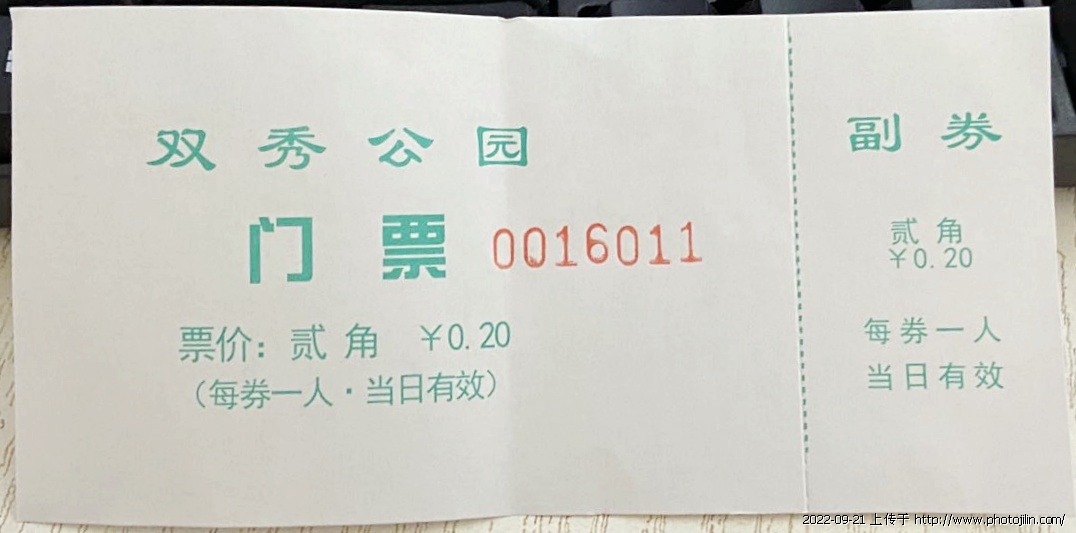 双秀公园
门票 0016011
票价：贰角 ￥0.20
（每券一人·当日有效）
副券
贰角
￥0.20
每券一人
当日有效
2022-09-21 上传于 http://www.photojilin.com/